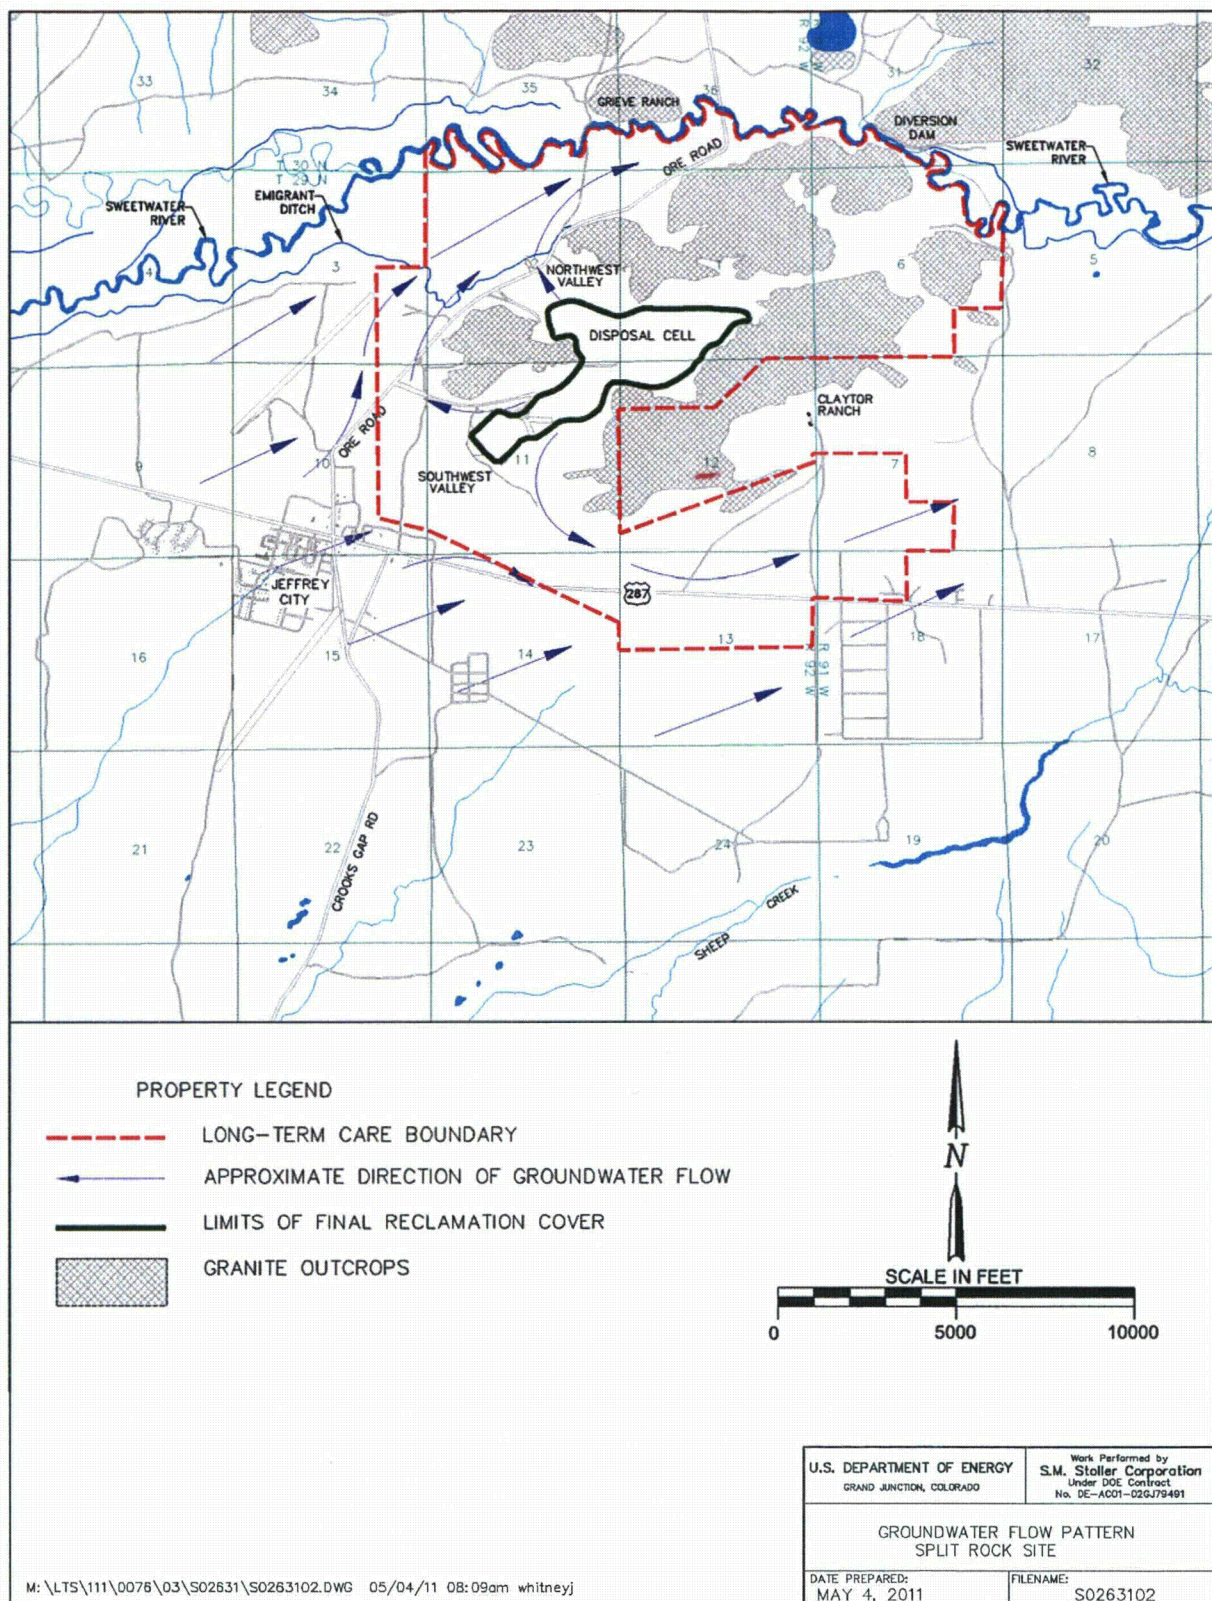 R 92 W
33
34
35
36
31
32
GRIEVE RANCH
DIVERSION
DAM
SWEETWATER
RIVER
ORE ROAD
T 30 N
T 29 N
EMIGRANT
DITCH
SWEETWATER
RIVER
4
3
6
5
NORTHWEST
VALLEY
DISPOSAL CELL
CLAYTOR
RANCH
ORE ROAD
9
10
11
12
7
8
SOUTHWEST
VALLEY
JEFFREY
CITY
287
16
15
14
13
18
17
R 91 W
R 92 W
21
22
23
24
19
20
CROOKS GAP RD
SHEEP
CREEK
PROPERTY LEGEND
LONG-TERM CARE BOUNDARY
APPROXIMATE DIRECTION OF GROUNDWATER FLOW
LIMITS OF FINAL RECLAMATION COVER
GRANITE OUTCROPS
N
SCALE IN FEET
0 5000 10000
U.S. DEPARTMENT OF ENERGY
GRAND JUNCTION, COLORADO
Work Performed by
S.M. Stoller Corporation
Under DOE Contract
No. DE-AC01-02GJ79491
GROUNDWATER FLOW PATTERN
SPLIT ROCK SITE
DATE PREPARED:
MAY 4, 2011
FILENAME:
S0263102
M:\LTS\111\0076\03\S02631\S0263102.DWG 05/04/11 08:09am whitneyj